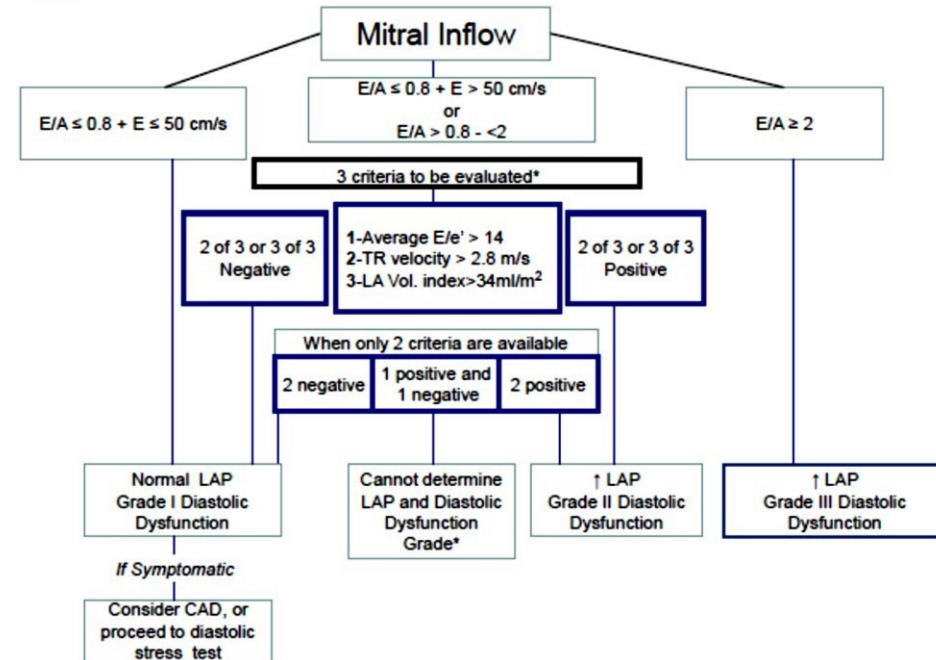 Mitral Inflow
E/A ≤ 0.8 + E ≤ 50 cm/s
E/A ≤ 0.8 + E > 50 cm/s
or
E/A > 0.8 - <2
E/A ≥ 2
3 criteria to be evaluated*
2 of 3 or 3 of 3
Negative
1-Average E/e' > 14
2-TR velocity > 2.8 m/s
3-LA Vol. index>34ml/m²
2 of 3 or 3 of 3
Positive
When only 2 criteria are available
2 negative
1 positive and
1 negative
2 positive
Normal LAP
Grade I Diastolic
Dysfunction
Cannot determine
LAP and Diastolic
Dysfunction
Grade*
↑ LAP
Grade II Diastolic
Dysfunction
↑ LAP
Grade III Diastolic
Dysfunction
If Symptomatic
Consider CAD, or
proceed to diastolic
stress test